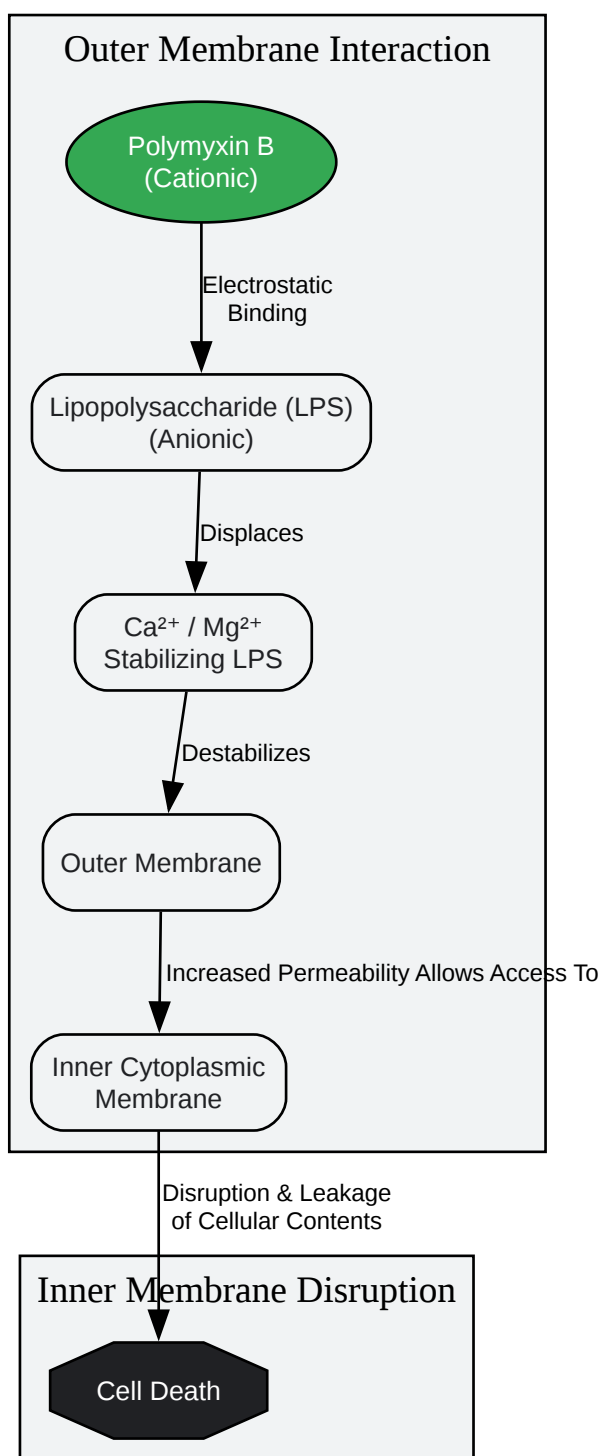 Outer Membrane Interaction
Polymyxin B
(Cationic)
Electrostatic
Binding
Lipopolysaccharide (LPS)
(Anionic)
Displaces
Ca²⁺ / Mg²⁺
Stabilizing LPS
Destabilizes
Outer Membrane
Increased Permeability Allows Access To
Inner Cytoplasmic
Membrane
Disruption & Leakage
of Cellular Contents
Inner Membrane Disruption
Cell Death